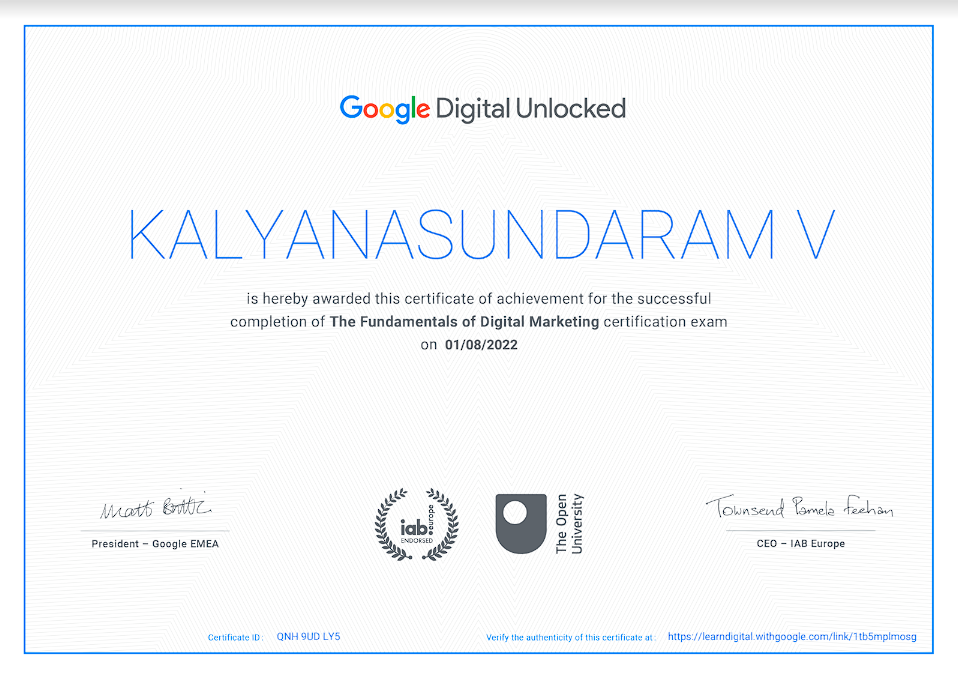 Google Digital Unlocked
KALYANASUNDARAM V
is hereby awarded this certificate of achievement for the successful
completion of The Fundamentals of Digital Marketing certification exam
on 01/08/2022
Matt Brittin
President – Google EMEA
iab.
europe
ENDORSED
The Open
University
Townsend Pamela Feehan
CEO – IAB Europe
Certificate ID : QNH 9UD LY5
Verify the authenticity of this certificate at : https://learndigital.withgoogle.com/link/1tb5mplmosg